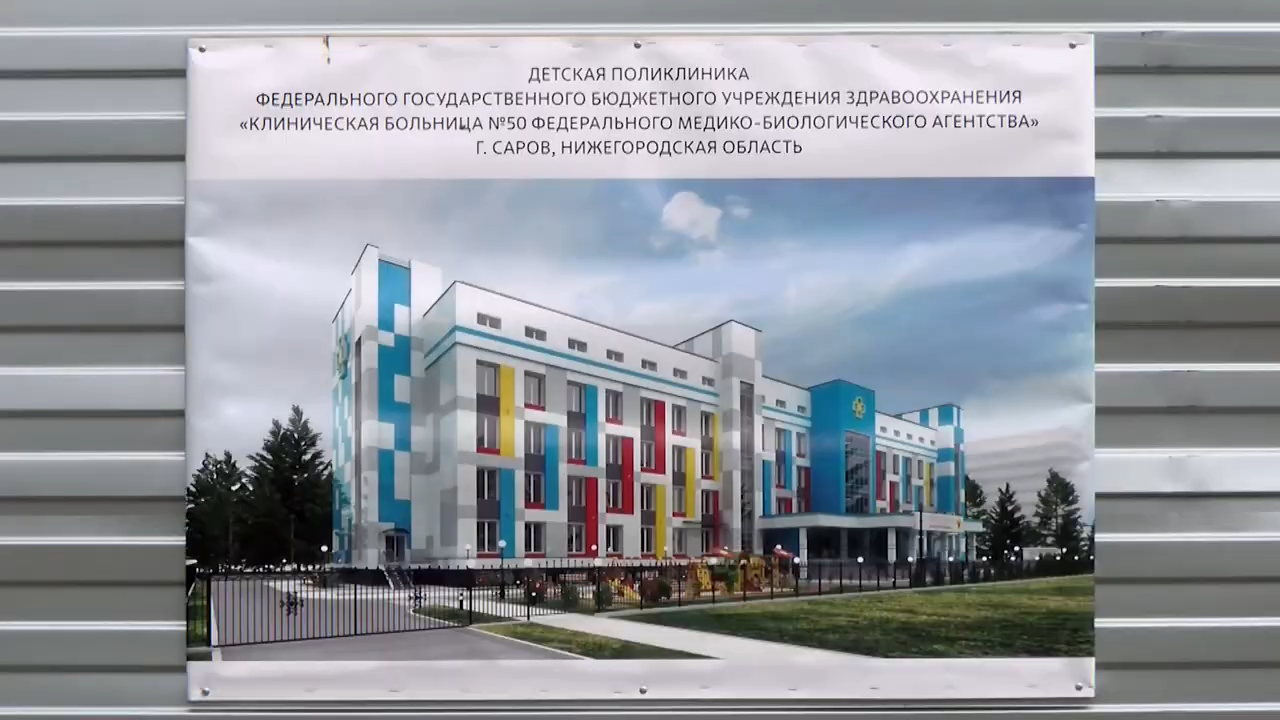 ДЕТСКАЯ ПОЛИКЛИНИКА
ФЕДЕРАЛЬНОГО ГОСУДАРСТВЕННОГО БЮДЖЕТНОГО УЧРЕЖДЕНИЯ ЗДРАВООХРАНЕНИЯ
«КЛИНИЧЕСКАЯ БОЛЬНИЦА №50 ФЕДЕРАЛЬНОГО МЕДИКО-БИОЛОГИЧЕСКОГО АГЕНТСТВА»
Г. САРОВ, НИЖЕГОРОДСКАЯ ОБЛАСТЬ